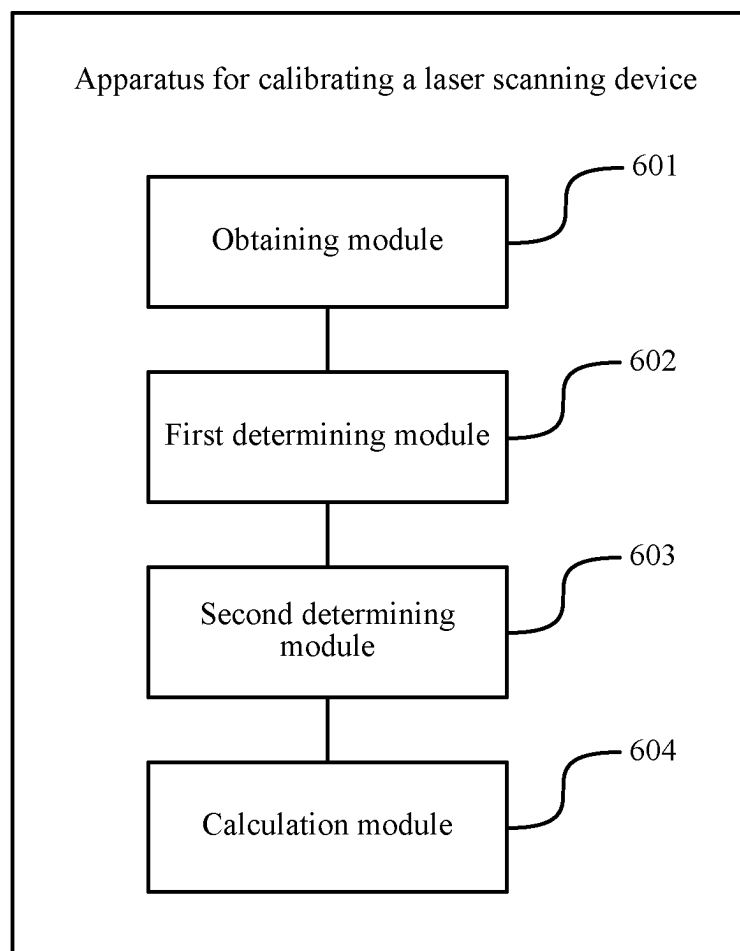 Apparatus for calibrating a laser scanning device
601
Obtaining module
602
First determining module
603
Second determining
module
604
Calculation module